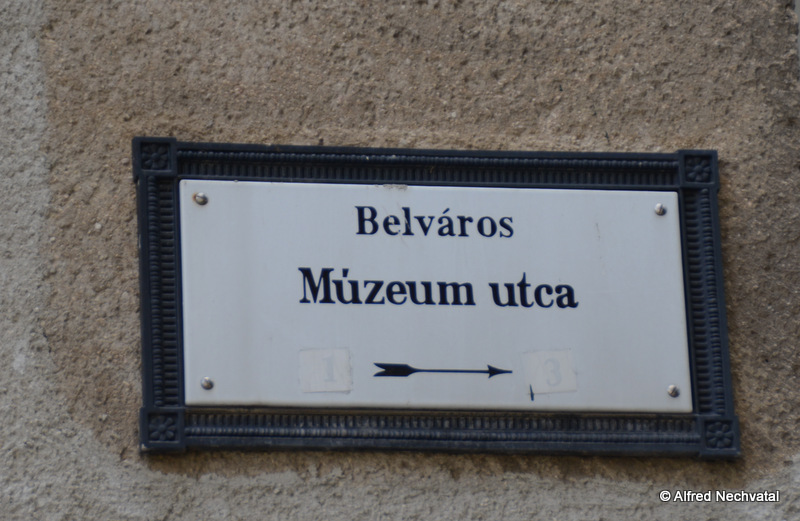 Belváros
Múzeum utca
1 3
© Alfred Nechvatal